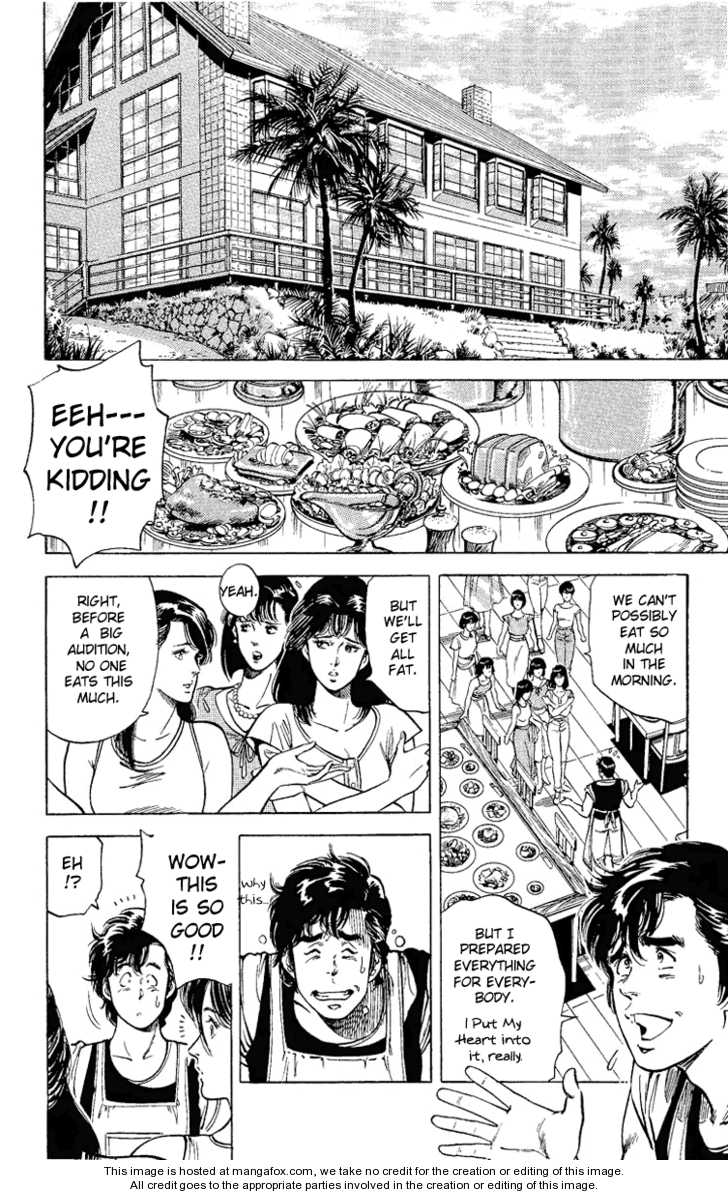 EEH---
YOU'RE
KIDDING
!!
WE CAN'T
POSSIBLY
EAT SO
MUCH
IN THE
MORNING.
BUT
WE'LL
GET
ALL
FAT.
YEAH.
RIGHT,
BEFORE
A BIG
AUDITION,
NO ONE
EATS THIS
MUCH.
BUT I
PREPARED
EVERYTHING
FOR EVERY-
BODY.
I Put My
Heart into
it, really.
Why
this...
WOW-
THIS
IS SO
GOOD
!!
EH
!?
This image is hosted at mangafox.com, we take no credit for the creation or editing of this image.
All credit goes to the appropriate parties involved in the creation or editing of this image.